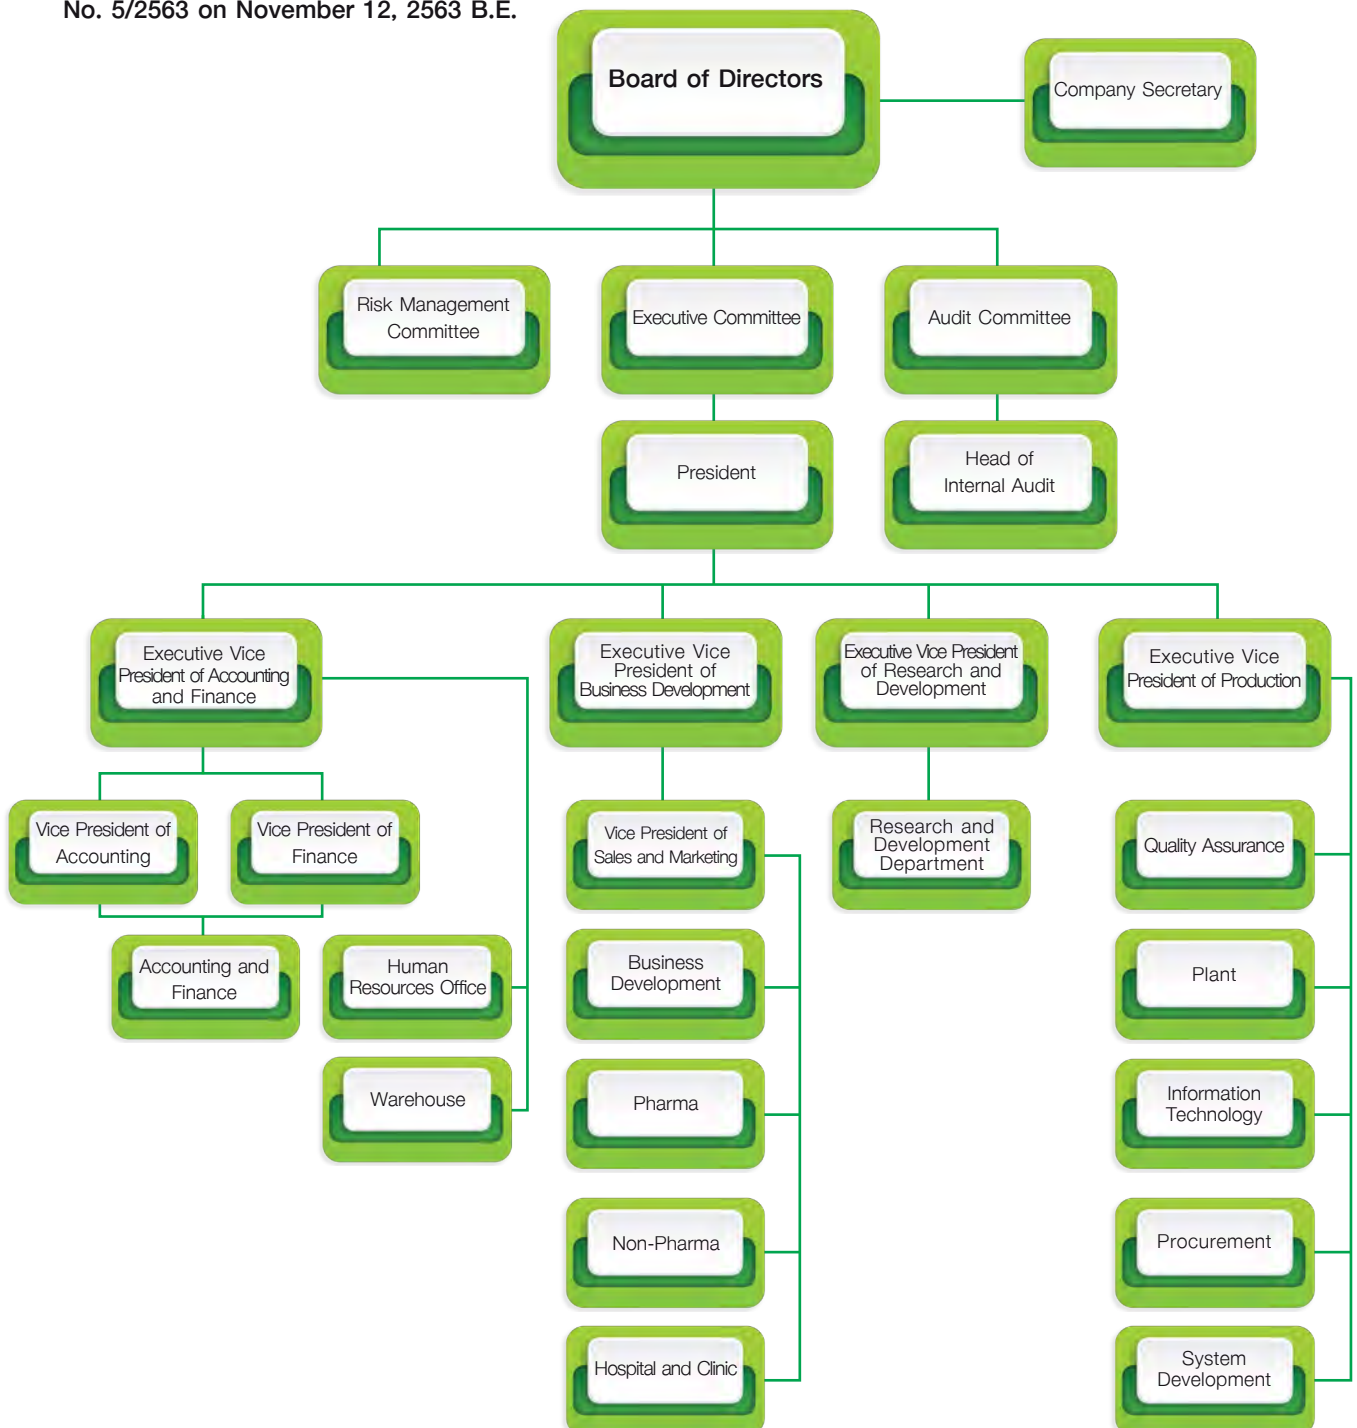 No. 5/2563 on November 12, 2563 B.E.
Board of Directors
Company Secretary
Risk Management
Committee
Executive Committee
Audit Committee
President
Head of
Internal Audit
Executive Vice
President of Accounting
and Finance
Executive Vice
President of
Business Development
Executive Vice President
of Research and
Development
Executive Vice
President of Production
Vice President of
Accounting
Vice President of
Finance
Vice President of
Sales and Marketing
Research and
Development
Department
Quality Assurance
Accounting and
Finance
Human
Resources Office
Business
Development
Plant
Warehouse
Pharma
Information
Technology
Non-Pharma
Procurement
Hospital and Clinic
System
Development